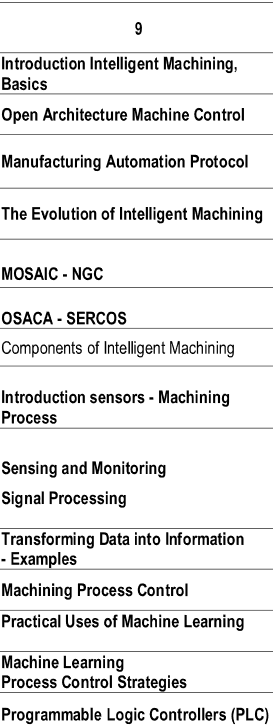 9
Introduction Intelligent Machining,
Basics
Open Architecture Machine Control
Manufacturing Automation Protocol
The Evolution of Intelligent Machining
MOSAIC - NGC
OSACA - SERCOS
Components of Intelligent Machining
Introduction sensors - Machining
Process
Sensing and Monitoring
Signal Processing
Transforming Data into Information
- Examples
Machining Process Control
Practical Uses of Machine Learning
Machine Learning
Process Control Strategies
Programmable Logic Controllers (PLC)